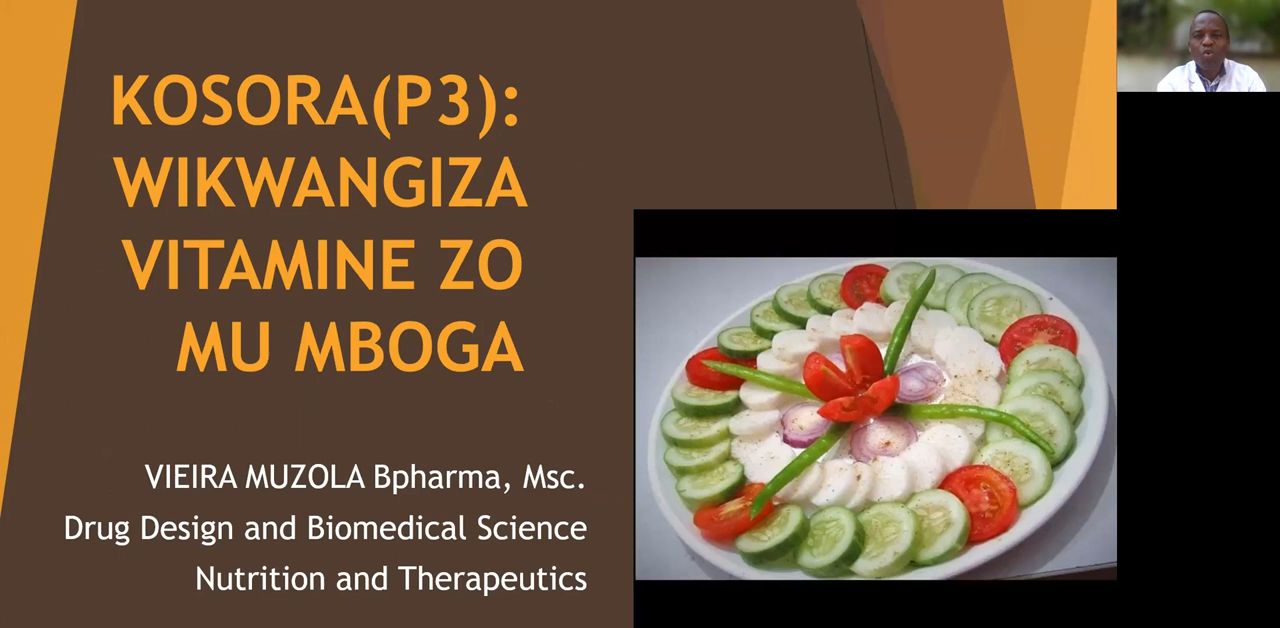 KOSORA(P3):
WIKWANGIZA
VITAMINE ZO
MU MBOGA
VIEIRA MUZOLA Bpharma, Msc.
Drug Design and Biomedical Science
Nutrition and Therapeutics